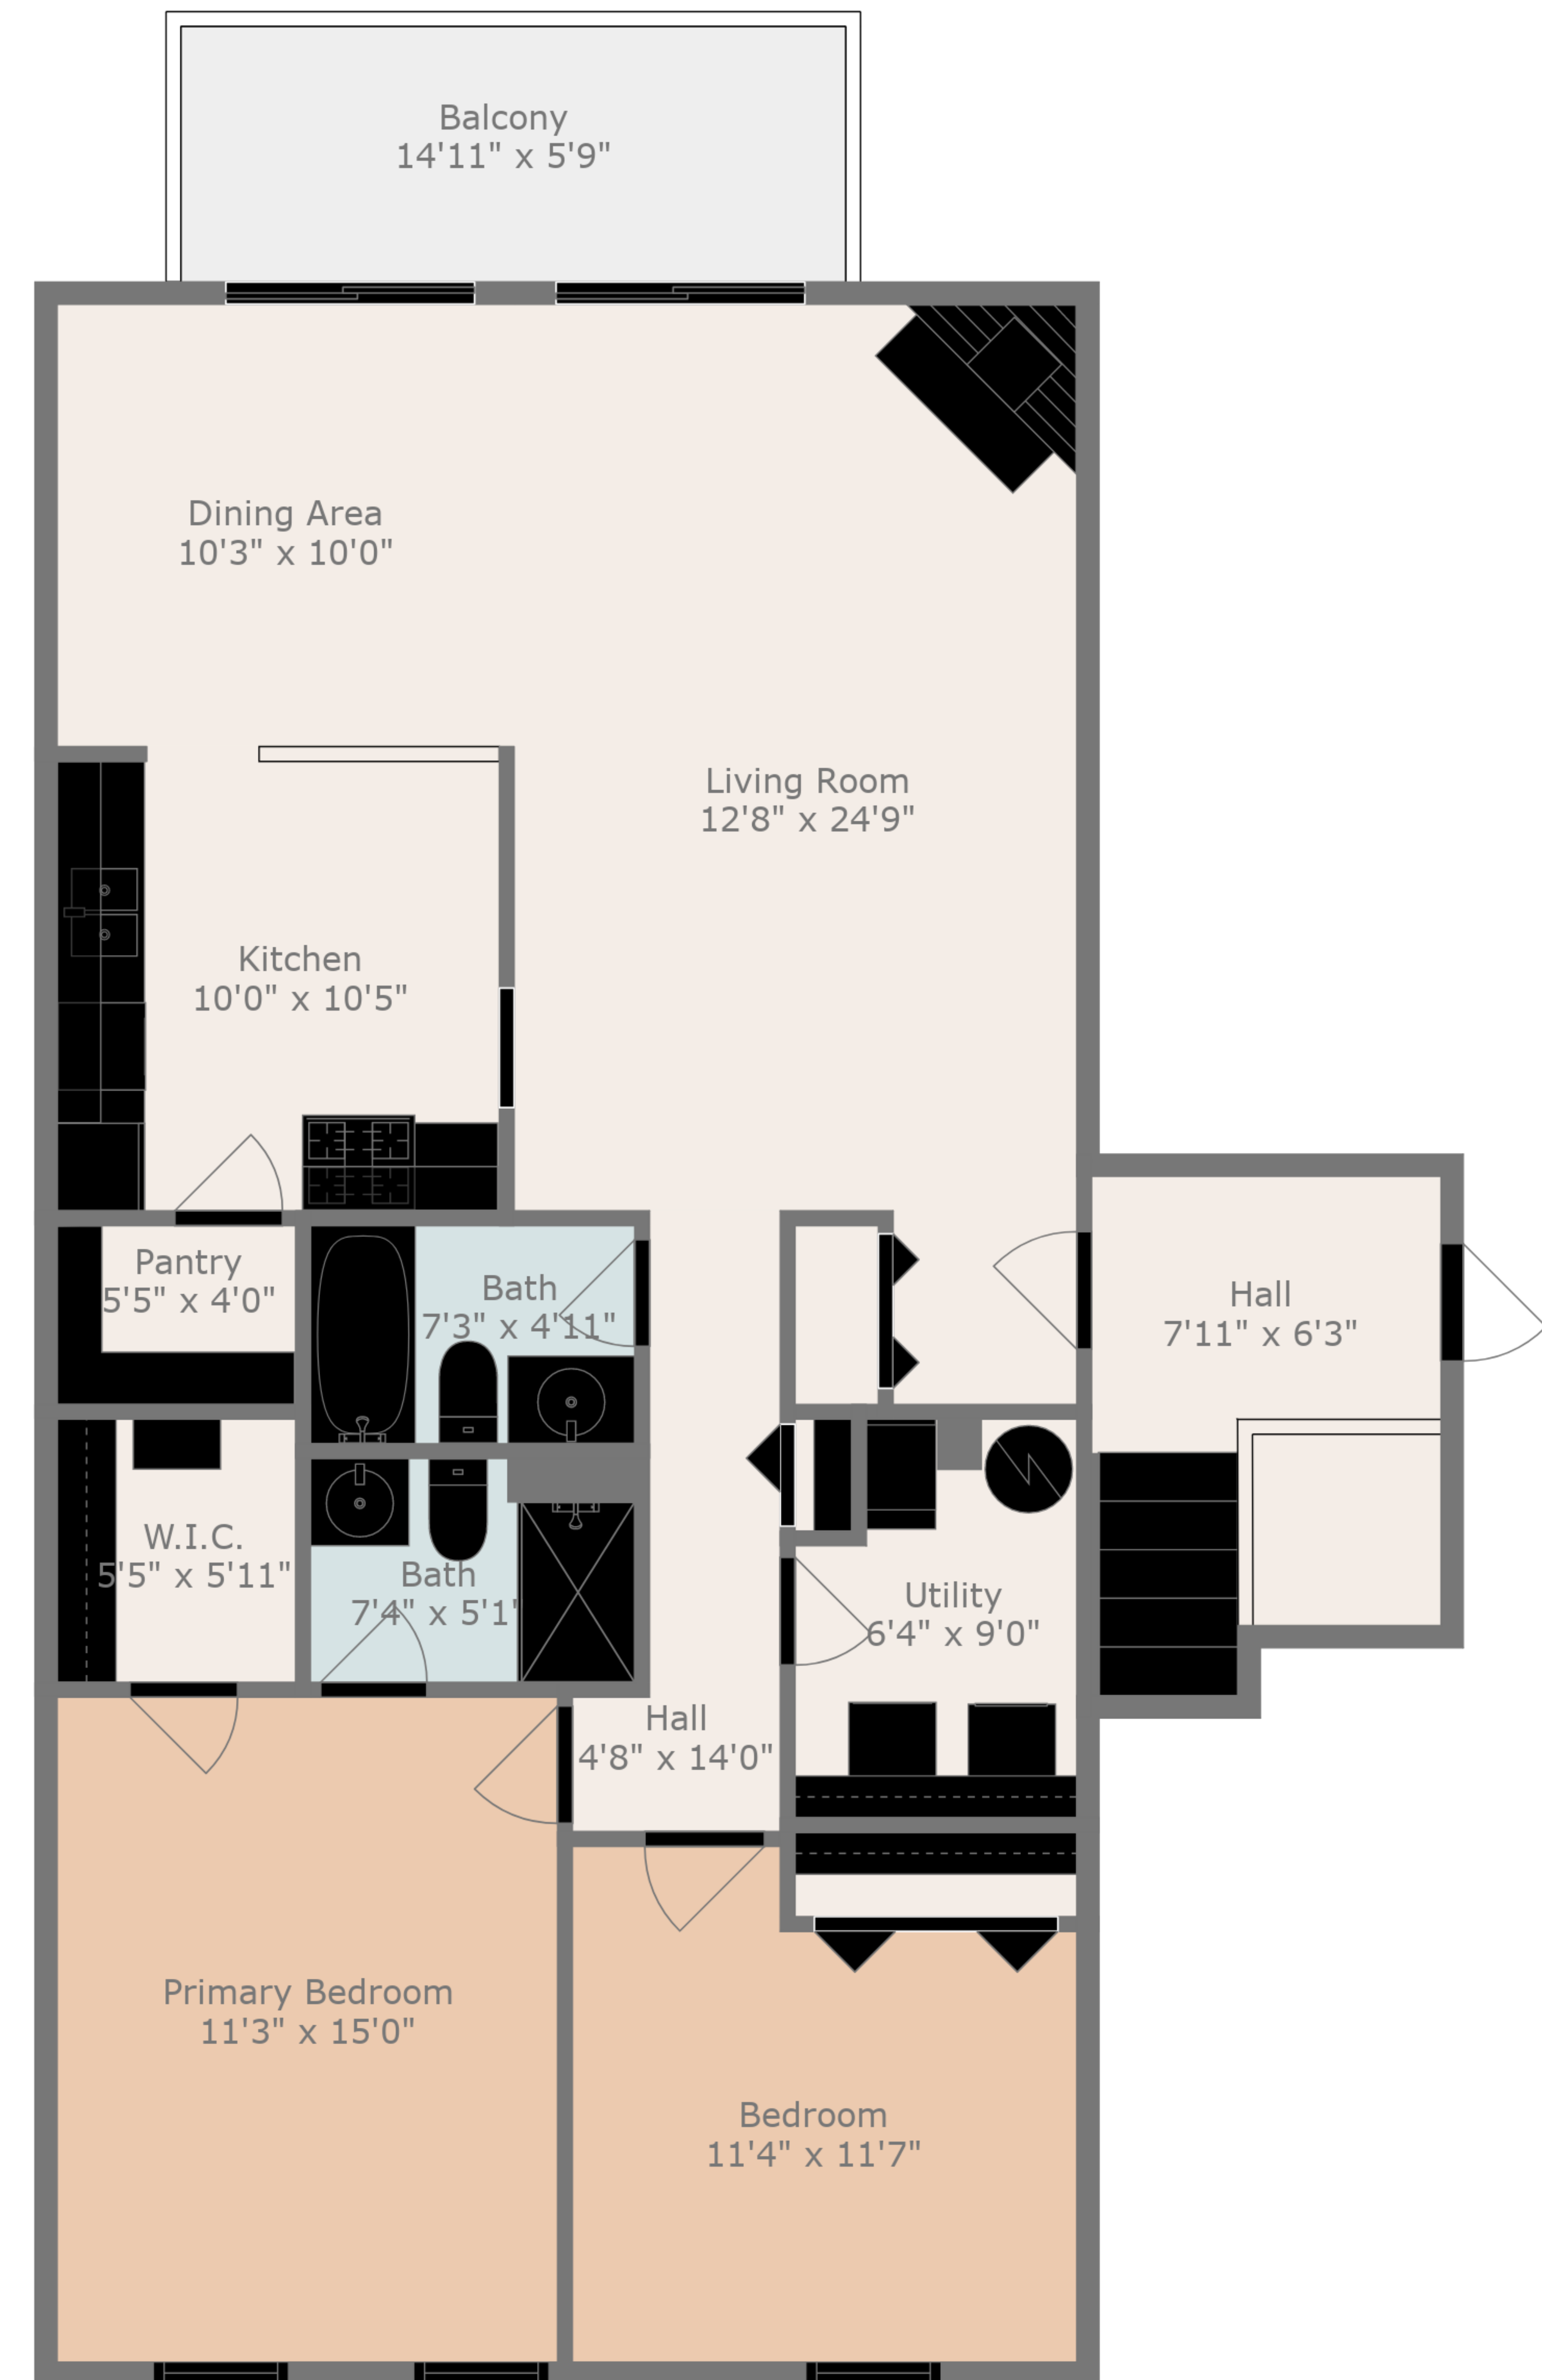 Balcony
14'11" x 5'9"
Dining Area
10'3" x 10'0"
Living Room
12'8" x 24'9"
Kitchen
10'0" x 10'5"
Pantry
5'5" x 4'0"
Bath
7'3" x 4'11"
Hall
7'11" x 6'3"
W.I.C.
5'5" x 5'11"
Bath
7'4" x 5'1"
Utility
6'4" x 9'0"
Hall
4'8" x 14'0"
Primary Bedroom
11'3" x 15'0"
Bedroom
11'4" x 11'7"